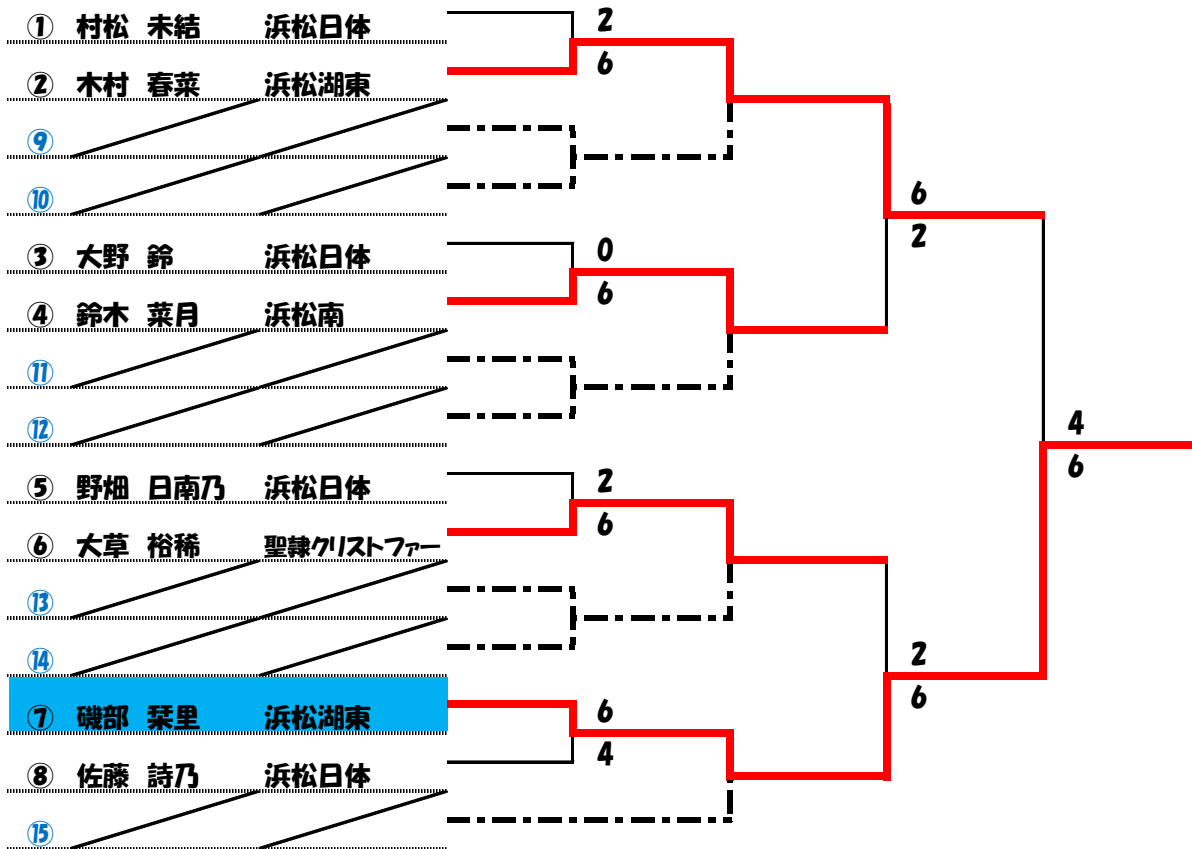 ① 村松 未結 浜松日体
2
6
② 木村 春菜 浜松湖東
⑨
⑩
6
2
③ 大野 鈴 浜松日体
0
6
④ 鈴木 菜月 浜松南
⑪
⑫
4
6
⑤ 野畑 日南乃 浜松日体
2
6
⑥ 大草 裕稀 聖隷クリストファー
⑬
⑭
2
6
⑦ 磯部 栞里 浜松湖東
6
4
⑧ 佐藤 詩乃 浜松日体
⑮